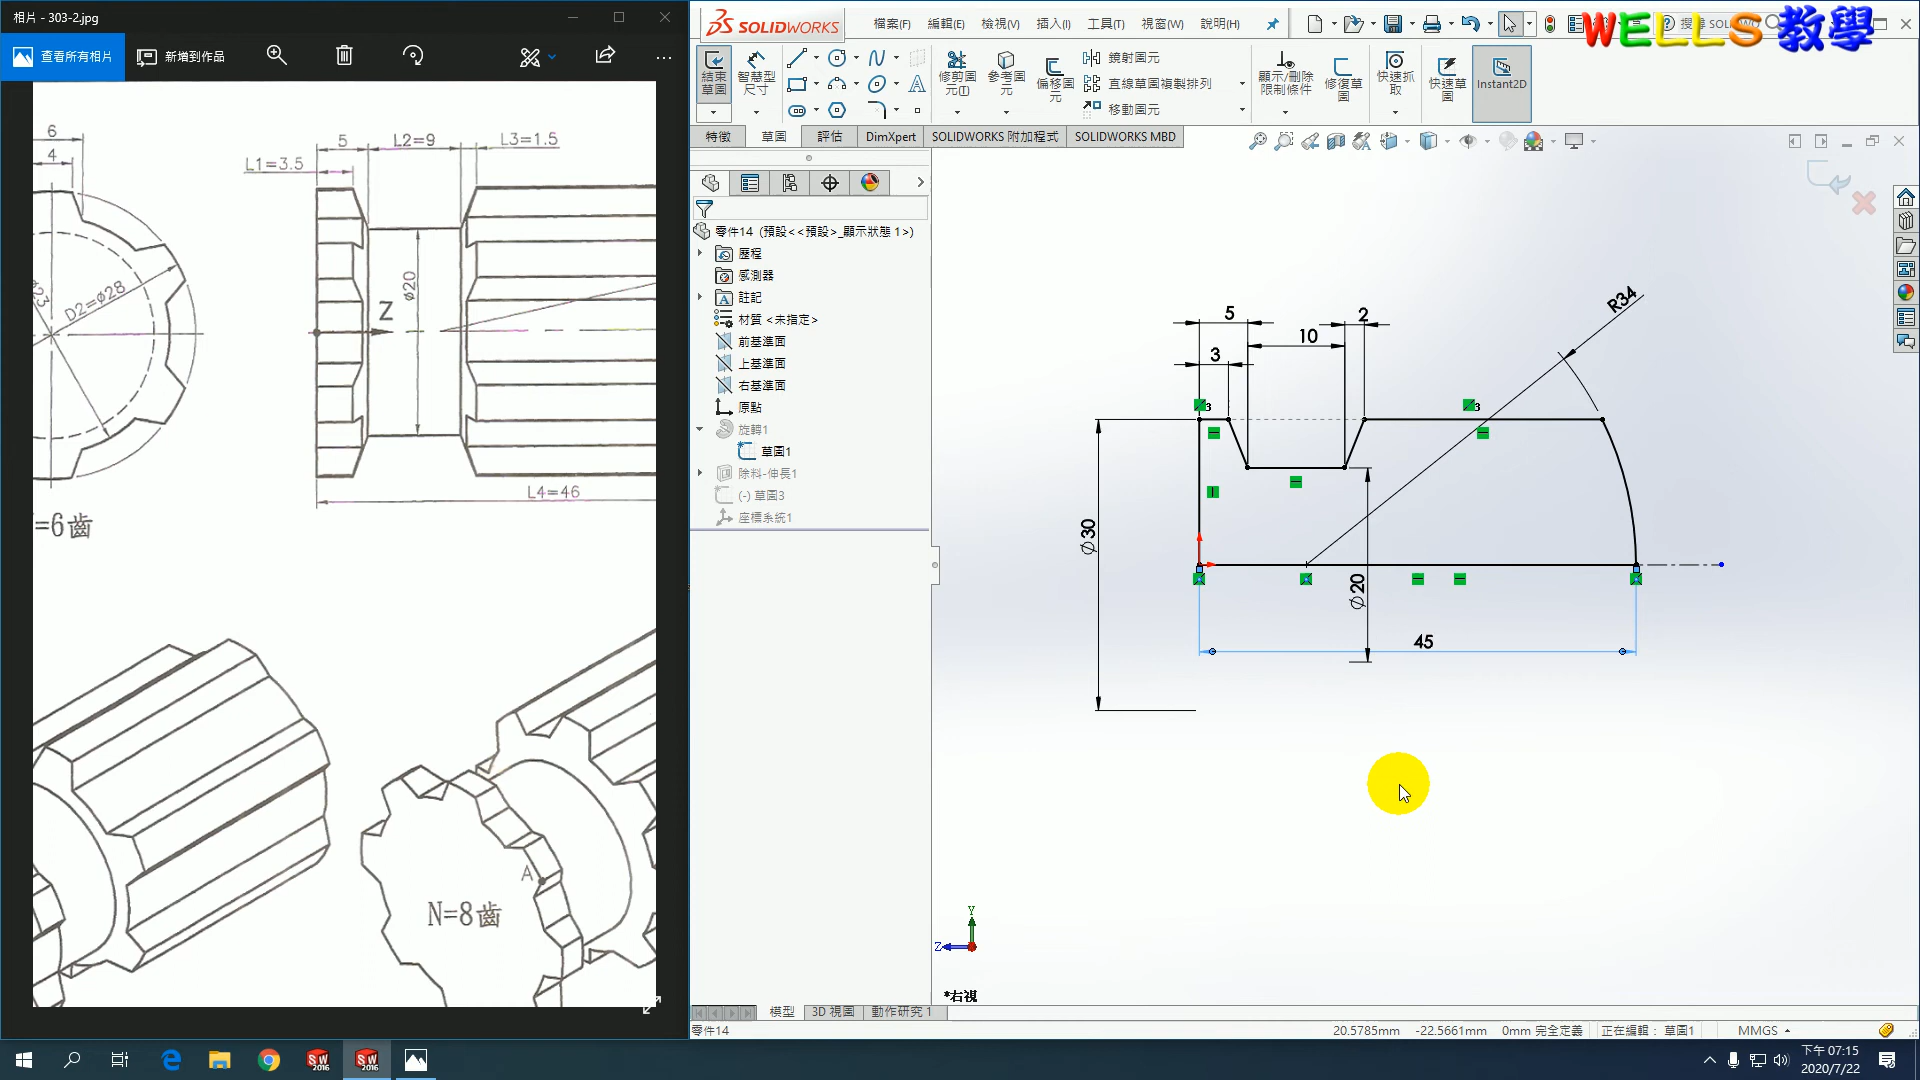 相片 - 303-2.jpg
查看所有相片
新增到作品
6
4
5
L2=9
L3=1.5
L1=3.5
ø20
D2=ø28
Z
L4=46
=6齒
A
N=8齒
SOLIDWORKS
檔案(F)
編輯(E)
檢視(V)
插入(I)
工具(T)
視窗(W)
說明(H)
WELLS 教學
結束草圖
智慧型尺寸
修剪圖元(T)
參考圖元
偏移圖元
鏡射圖元
直線草圖複製排列
移動圖元
顯示/刪除限制條件
修復草圖
快速抓取
快速草圖
Instant2D
特徵
草圖
評估
DimXpert
SOLIDWORKS 附加程式
SOLIDWORKS MBD
零件14 (預設<<預設>_顯示狀態 1>)
歷程
感測器
註記
材質 <未指定>
前基準面
上基準面
右基準面
原點
旋轉1
草圖1
除料-伸長1
(-) 草圖3
座標系統1
5
2
10
3
R34
3
3
Ø30
Ø20
45
Y
Z
*右視
模型
3D 視圖
動作研究 1
零件14
20.5785mm
-22.5661mm
0mm 完全定義
正在編輯： 草圖1
MMGS
下午 07:15
2020/7/22